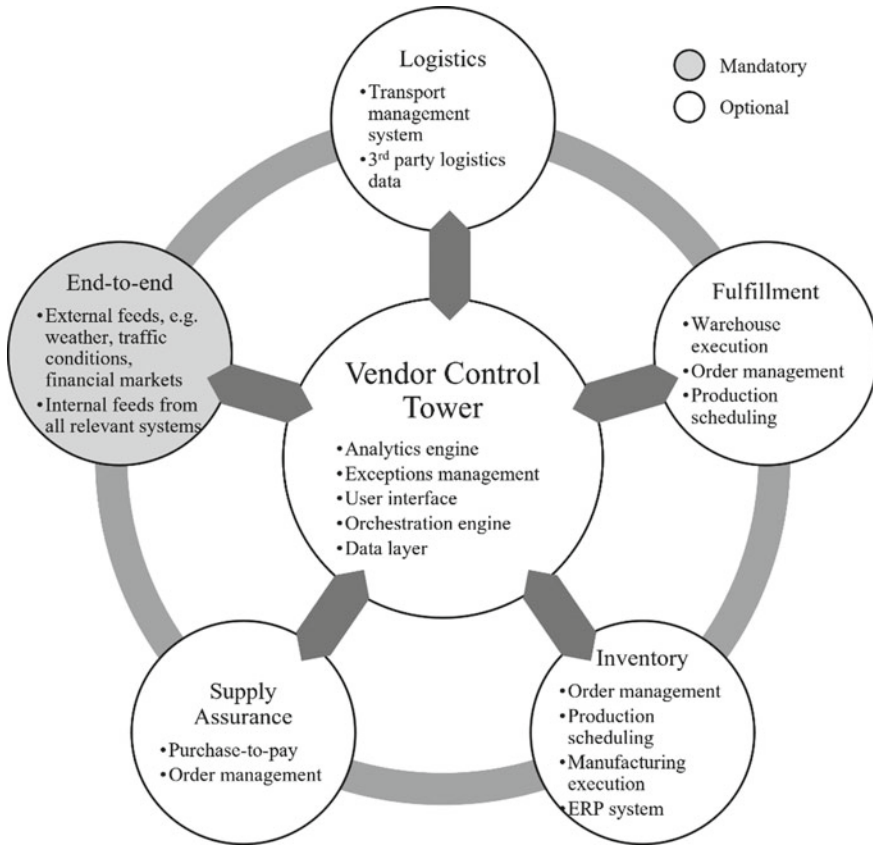 Logistics
•Transport
management
system
•3rd party logistics
data
Mandatory
Optional
End-to-end
•External feeds, e.g.
weather, traffic
conditions,
financial markets
•Internal feeds from
all relevant systems
Fulfillment
•Warehouse
execution
•Order management
•Production
scheduling
Vendor Control
Tower
•Analytics engine
•Exceptions management
•User interface
•Orchestration engine
•Data layer
Supply
Assurance
•Purchase-to-pay
•Order management
Inventory
•Order management
•Production
scheduling
•Manufacturing
execution
•ERP system